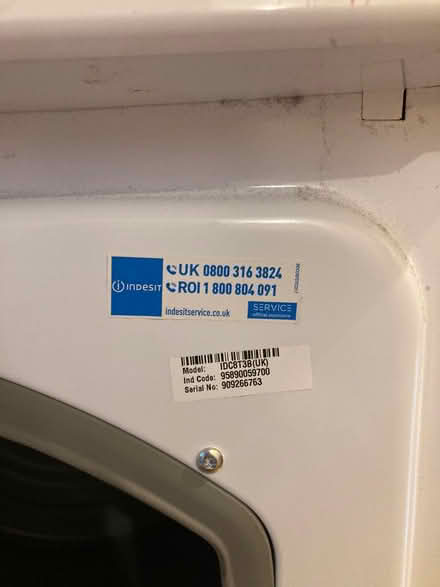 INDESIT
UK 0800 316 3824
ROI 1 800 804 091
indesitservice.co.uk
SERVICE
Model: IDC8T3B(UK)
Ind Code: 95890059700
Serial No: 909266763